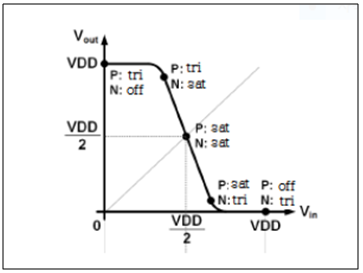 Vout
VDD
P: tri
N: off
P: tri
N: sat
VDD
2
P: sat
N: sat
P:sat
N:tri
P: off
N: tri
Vin
0
VDD
2
VDD